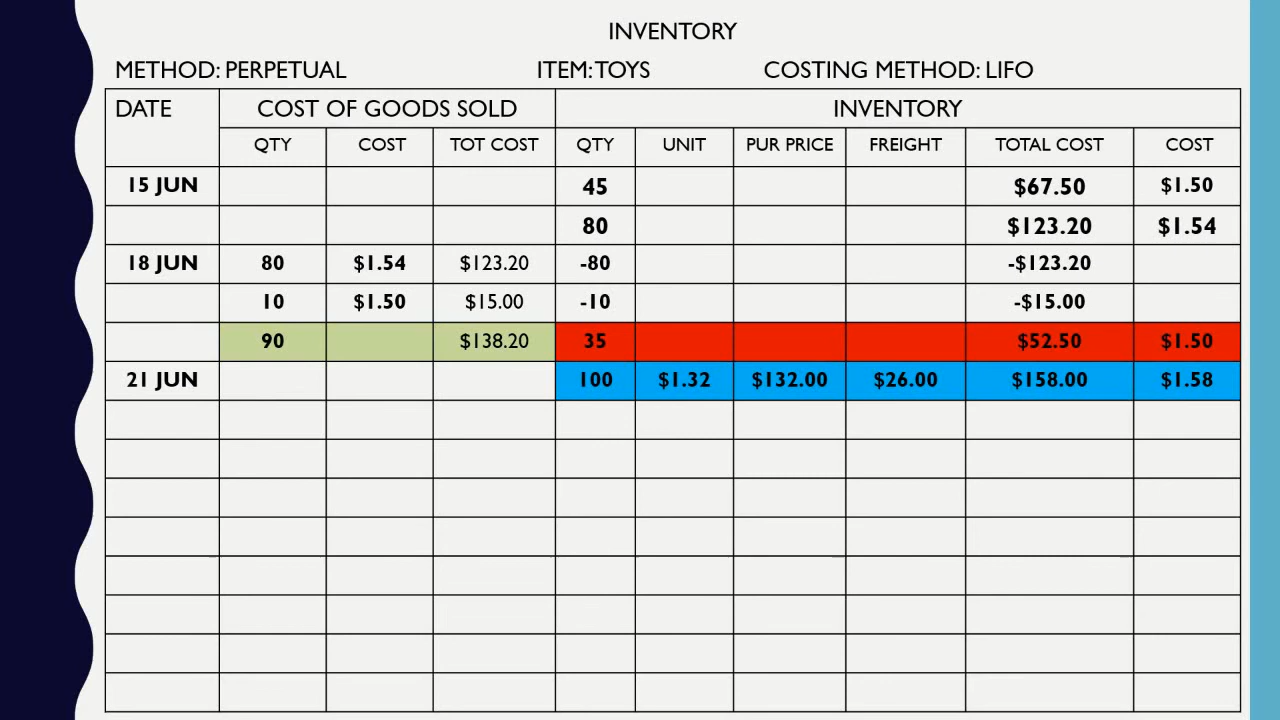 INVENTORY
METHOD: PERPETUAL ITEM: TOYS COSTING METHOD: LIFO
DATE COST OF GOODS SOLD INVENTORY
QTY COST TOT COST QTY UNIT PUR PRICE FREIGHT TOTAL COST COST
15 JUN 45 $67.50 $1.50
80 $123.20 $1.54
18 JUN 80 $1.54 $123.20 -80 -$123.20
10 $1.50 $15.00 -10 -$15.00
90 $138.20 35 $52.50 $1.50
21 JUN 100 $1.32 $132.00 $26.00 $158.00 $1.58